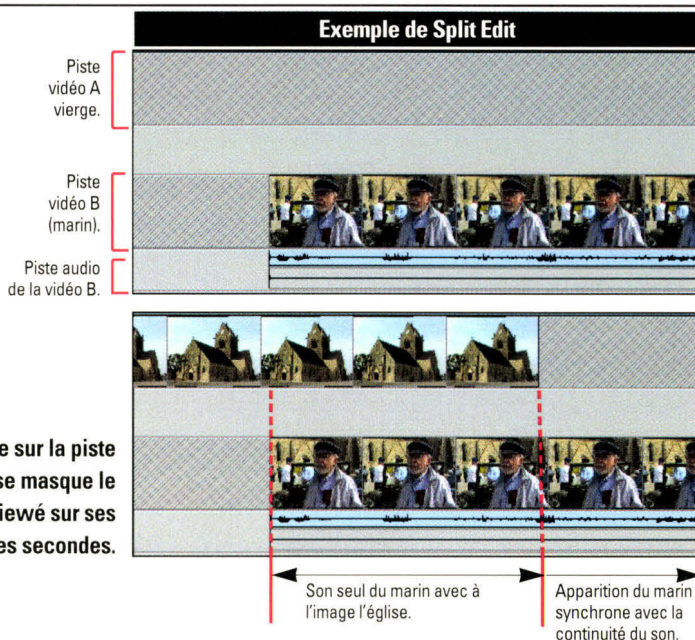 Exemple de Split Edit
Piste
vidéo A
vierge.
Piste
vidéo B
(marin).
Piste audio
de la vidéo B.
e sur la piste
se masque le
iewé sur ses
es secondes.
Son seul du marin avec à
l'image l'église.
Apparition du marin
synchrone avec la
continuité du son.